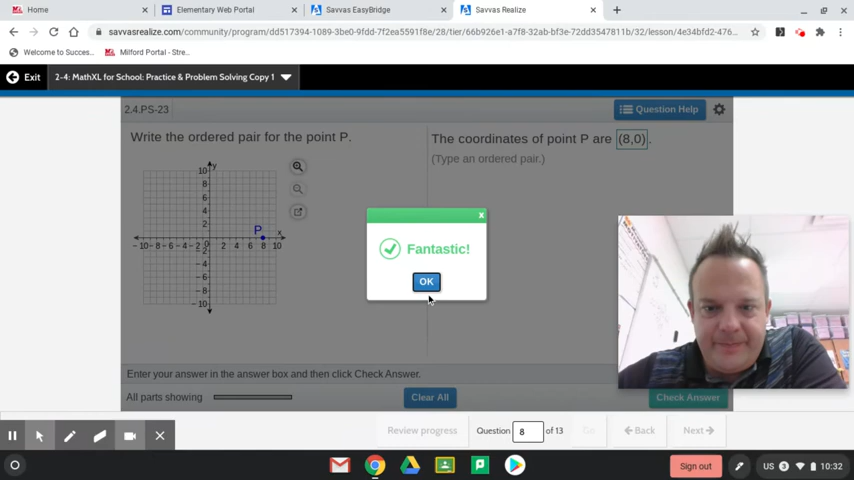 Home
Elementary Web Portal
Savvas EasyBridge
Savvas Realize
savvasrealize.com/community/program/dd517394-1089-3be0-9fdd-7f2ea5591f8e/28/tier/66b926e1-a7f8-32ab-bf3e-72dd3547811b/32/lesson/4e34bfd2-476...
Welcome to Succes...
Milford Portal - Stre...
Exit
2-4: MathXL for School: Practice & Problem Solving Copy 1
2.4.PS-23
Question Help
Write the ordered pair for the point P.
The coordinates of point P are (8,0).
(Type an ordered pair.)
y
10
8
6
4
2
P
x
-10 -8 -6 -4 -2 0 2 4 6 8 10
-2
-4
-6
-8
-10
x
Fantastic!
OK
Enter your answer in the answer box and then click Check Answer.
All parts showing
Clear All
Check Answer
Review progress
Question 8 of 13
Go
Back
Next
Sign out
US
3
10:32